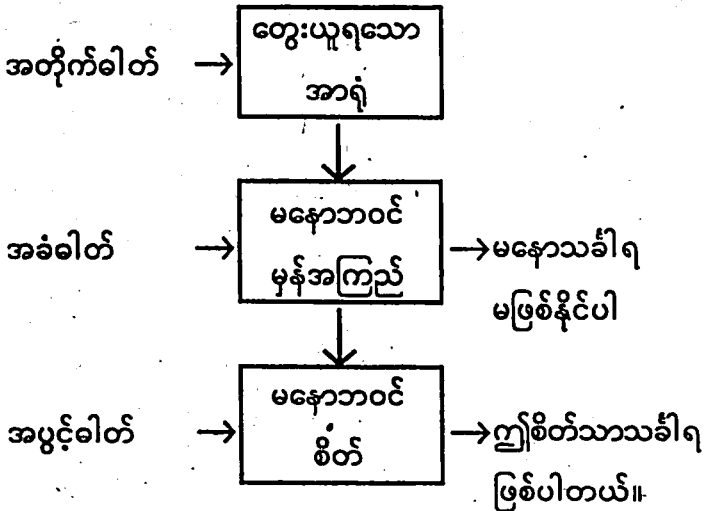 တွေးယူရသော
အတိုက်ဓါတ် → အာရုံ
မနောဘဝင်
အခံဓါတ် → မှန်အကြည် → မနောသင်္ခါရ
မဖြစ်နိုင်ပါ
မနောဘဝင်
အပွင့်ဓါတ် → စိတ် → ဤစိတ်သာသင်္ခါရ
ဖြစ်ပါတယ်။